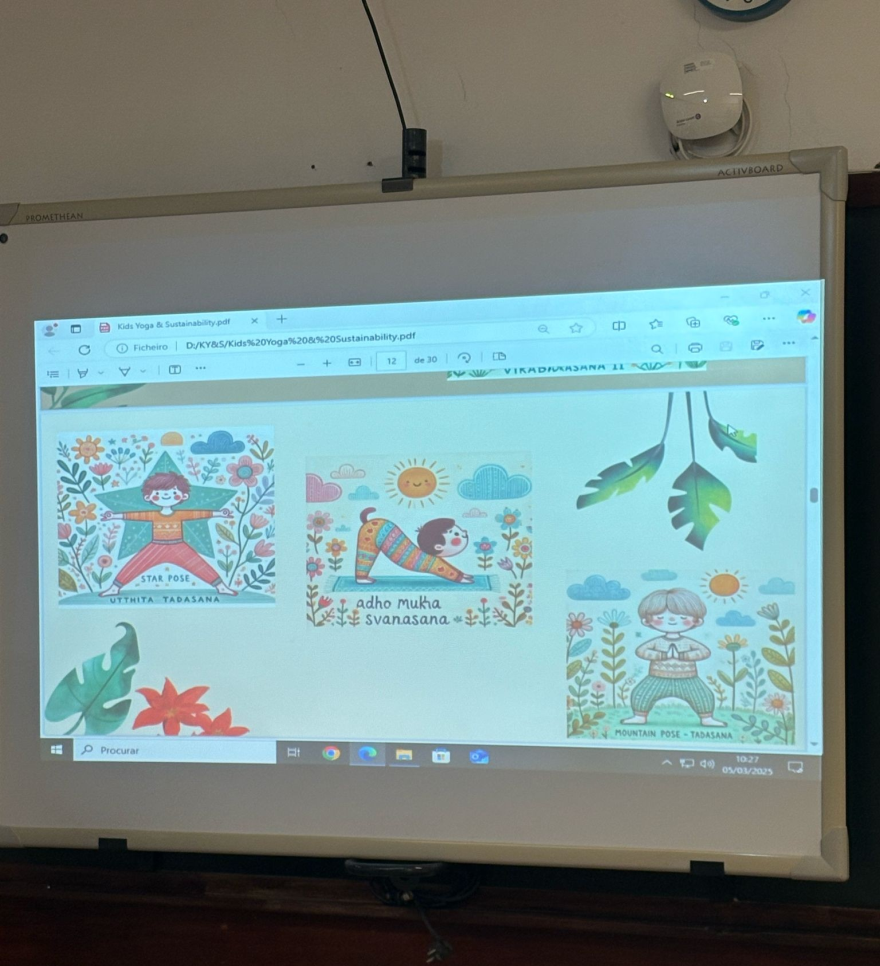 ACTIVBOARD
PROMETHEAN
Kids Yoga & Sustainability.pdf
Ficheiro
D:/KY&S/Kids%20Yoga%20&%20Sustainability.pdf
12
de 30
VIRABHADRASANA II
STAR POSE
UTTHITA TADASANA
adho mukha
svanasana
MOUNTAIN POSE - TADASANA
Procurar
10:27
05/03/2025